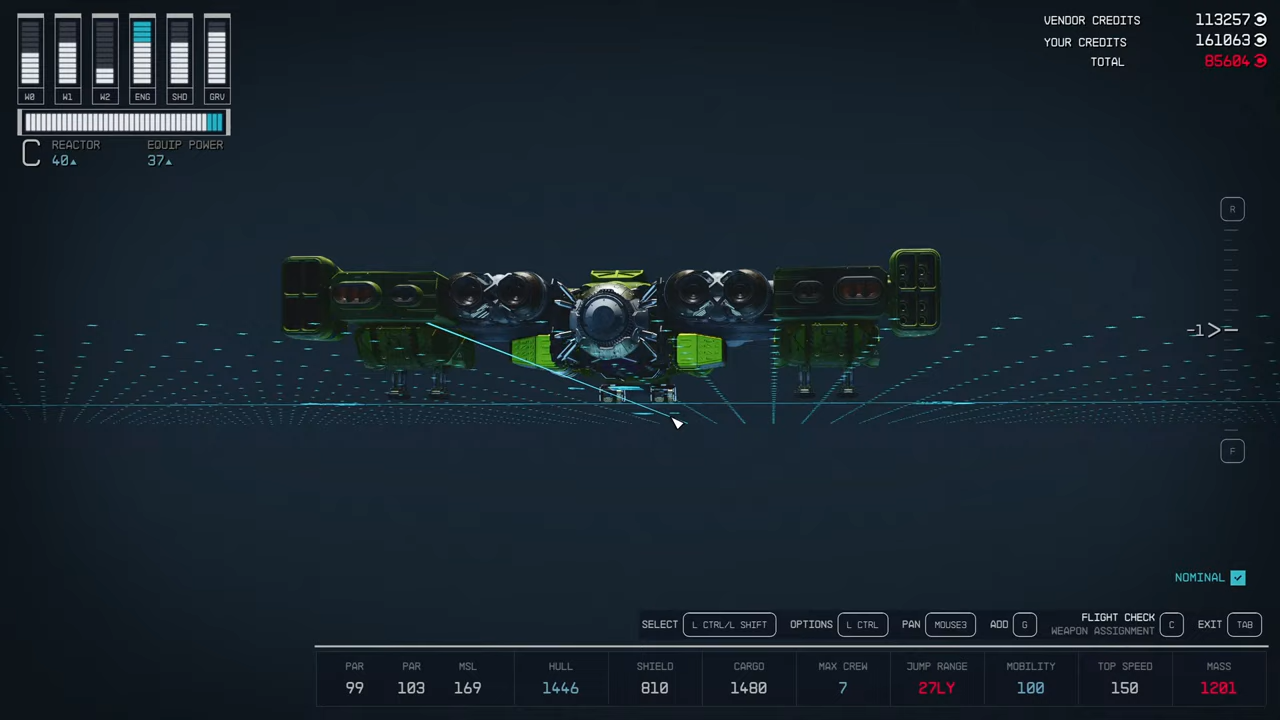 VENDOR CREDITS 113257
YOUR CREDITS 161063
TOTAL 85604
W0 W1 W2 ENG SHD GRV
C REACTOR EQUIP POWER
40 37
R
-1
F
NOMINAL
SELECT L CTRL/L SHIFT OPTIONS L CTRL PAN MOUSE3 ADD G FLIGHT CHECK C EXIT TAB
WEAPON ASSIGNMENT
PAR PAR MSL HULL SHIELD CARGO MAX CREW JUMP RANGE MOBILITY TOP SPEED MASS
99 103 169 1446 810 1480 7 27LY 100 150 1201